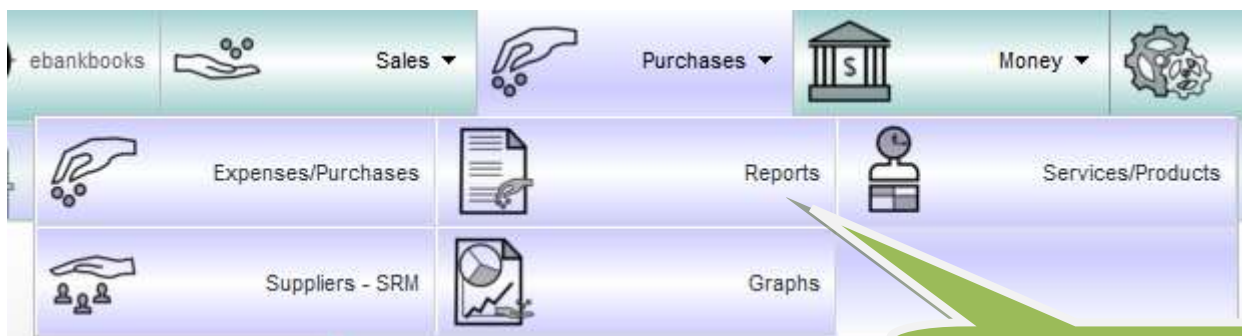 ebankbooks Sales Purchases Money
$
Expenses/Purchases Reports Services/Products
Suppliers - SRM Graphs